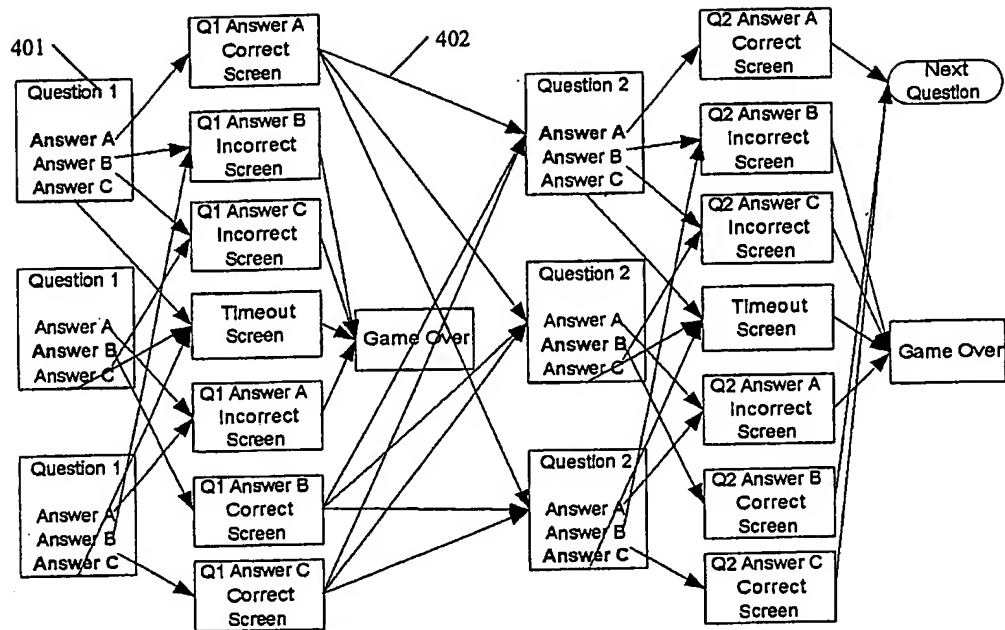 401
Question 1
Answer A
Answer B
Answer C
Question 1
Answer A
Answer B
Answer C
Question 1
Answer A
Answer B
Answer C
Q1 Answer A
Correct
Screen
Q1 Answer B
Incorrect
Screen
Q1 Answer C
Incorrect
Screen
Timeout
Screen
Q1 Answer A
Incorrect
Screen
Q1 Answer B
Correct
Screen
Q1 Answer C
Correct
Screen
Game Over
402
Question 2
Answer A
Answer B
Answer C
Question 2
Answer A
Answer B
Answer C
Question 2
Answer A
Answer B
Answer C
Q2 Answer A
Correct
Screen
Q2 Answer B
Incorrect
Screen
Q2 Answer C
Incorrect
Screen
Timeout
Screen
Q2 Answer A
Incorrect
Screen
Q2 Answer B
Correct
Screen
Q2 Answer C
Correct
Screen
Next
Question
Game Over